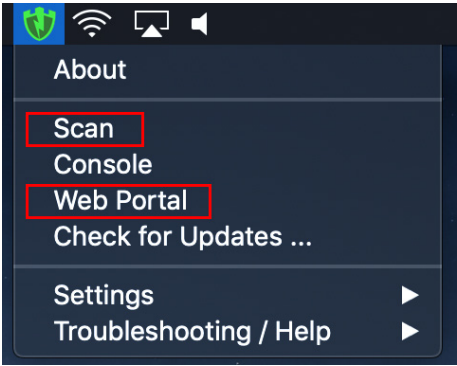 About
Scan
Console
Web Portal
Check for Updates ...
Settings
Troubleshooting / Help